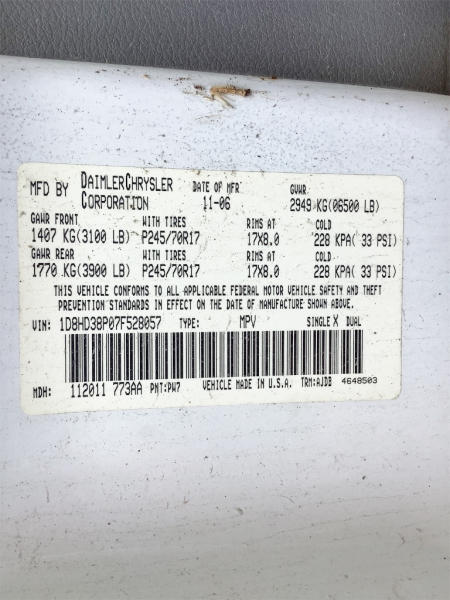 MFD BY DAIMLERCHRYSLER CORPORATION DATE OF MFR 11-06 GVWR 2949 KG(06500 LB)
GAWR FRONT WITH TIRES RIMS AT COLD
1407 KG(3100 LB) P245/70R17 17X8.0 228 KPA( 33 PSI)
GAWR REAR WITH TIRES RIMS AT COLD
1770 KG(3900 LB) P245/70R17 17X8.0 228 KPA( 33 PSI)
THIS VEHICLE CONFORMS TO ALL APPLICABLE FEDERAL MOTOR VEHICLE SAFETY AND THEFT
PREVENTION STANDARDS IN EFFECT ON THE DATE OF MANUFACTURE SHOWN ABOVE.
VIN: 1D8HD38P07F528057 TYPE: MPV SINGLE X DUAL
MDH: 112011 773AA PNT:PW7 VEHICLE MADE IN U.S.A. TRM:AJDB 4648503